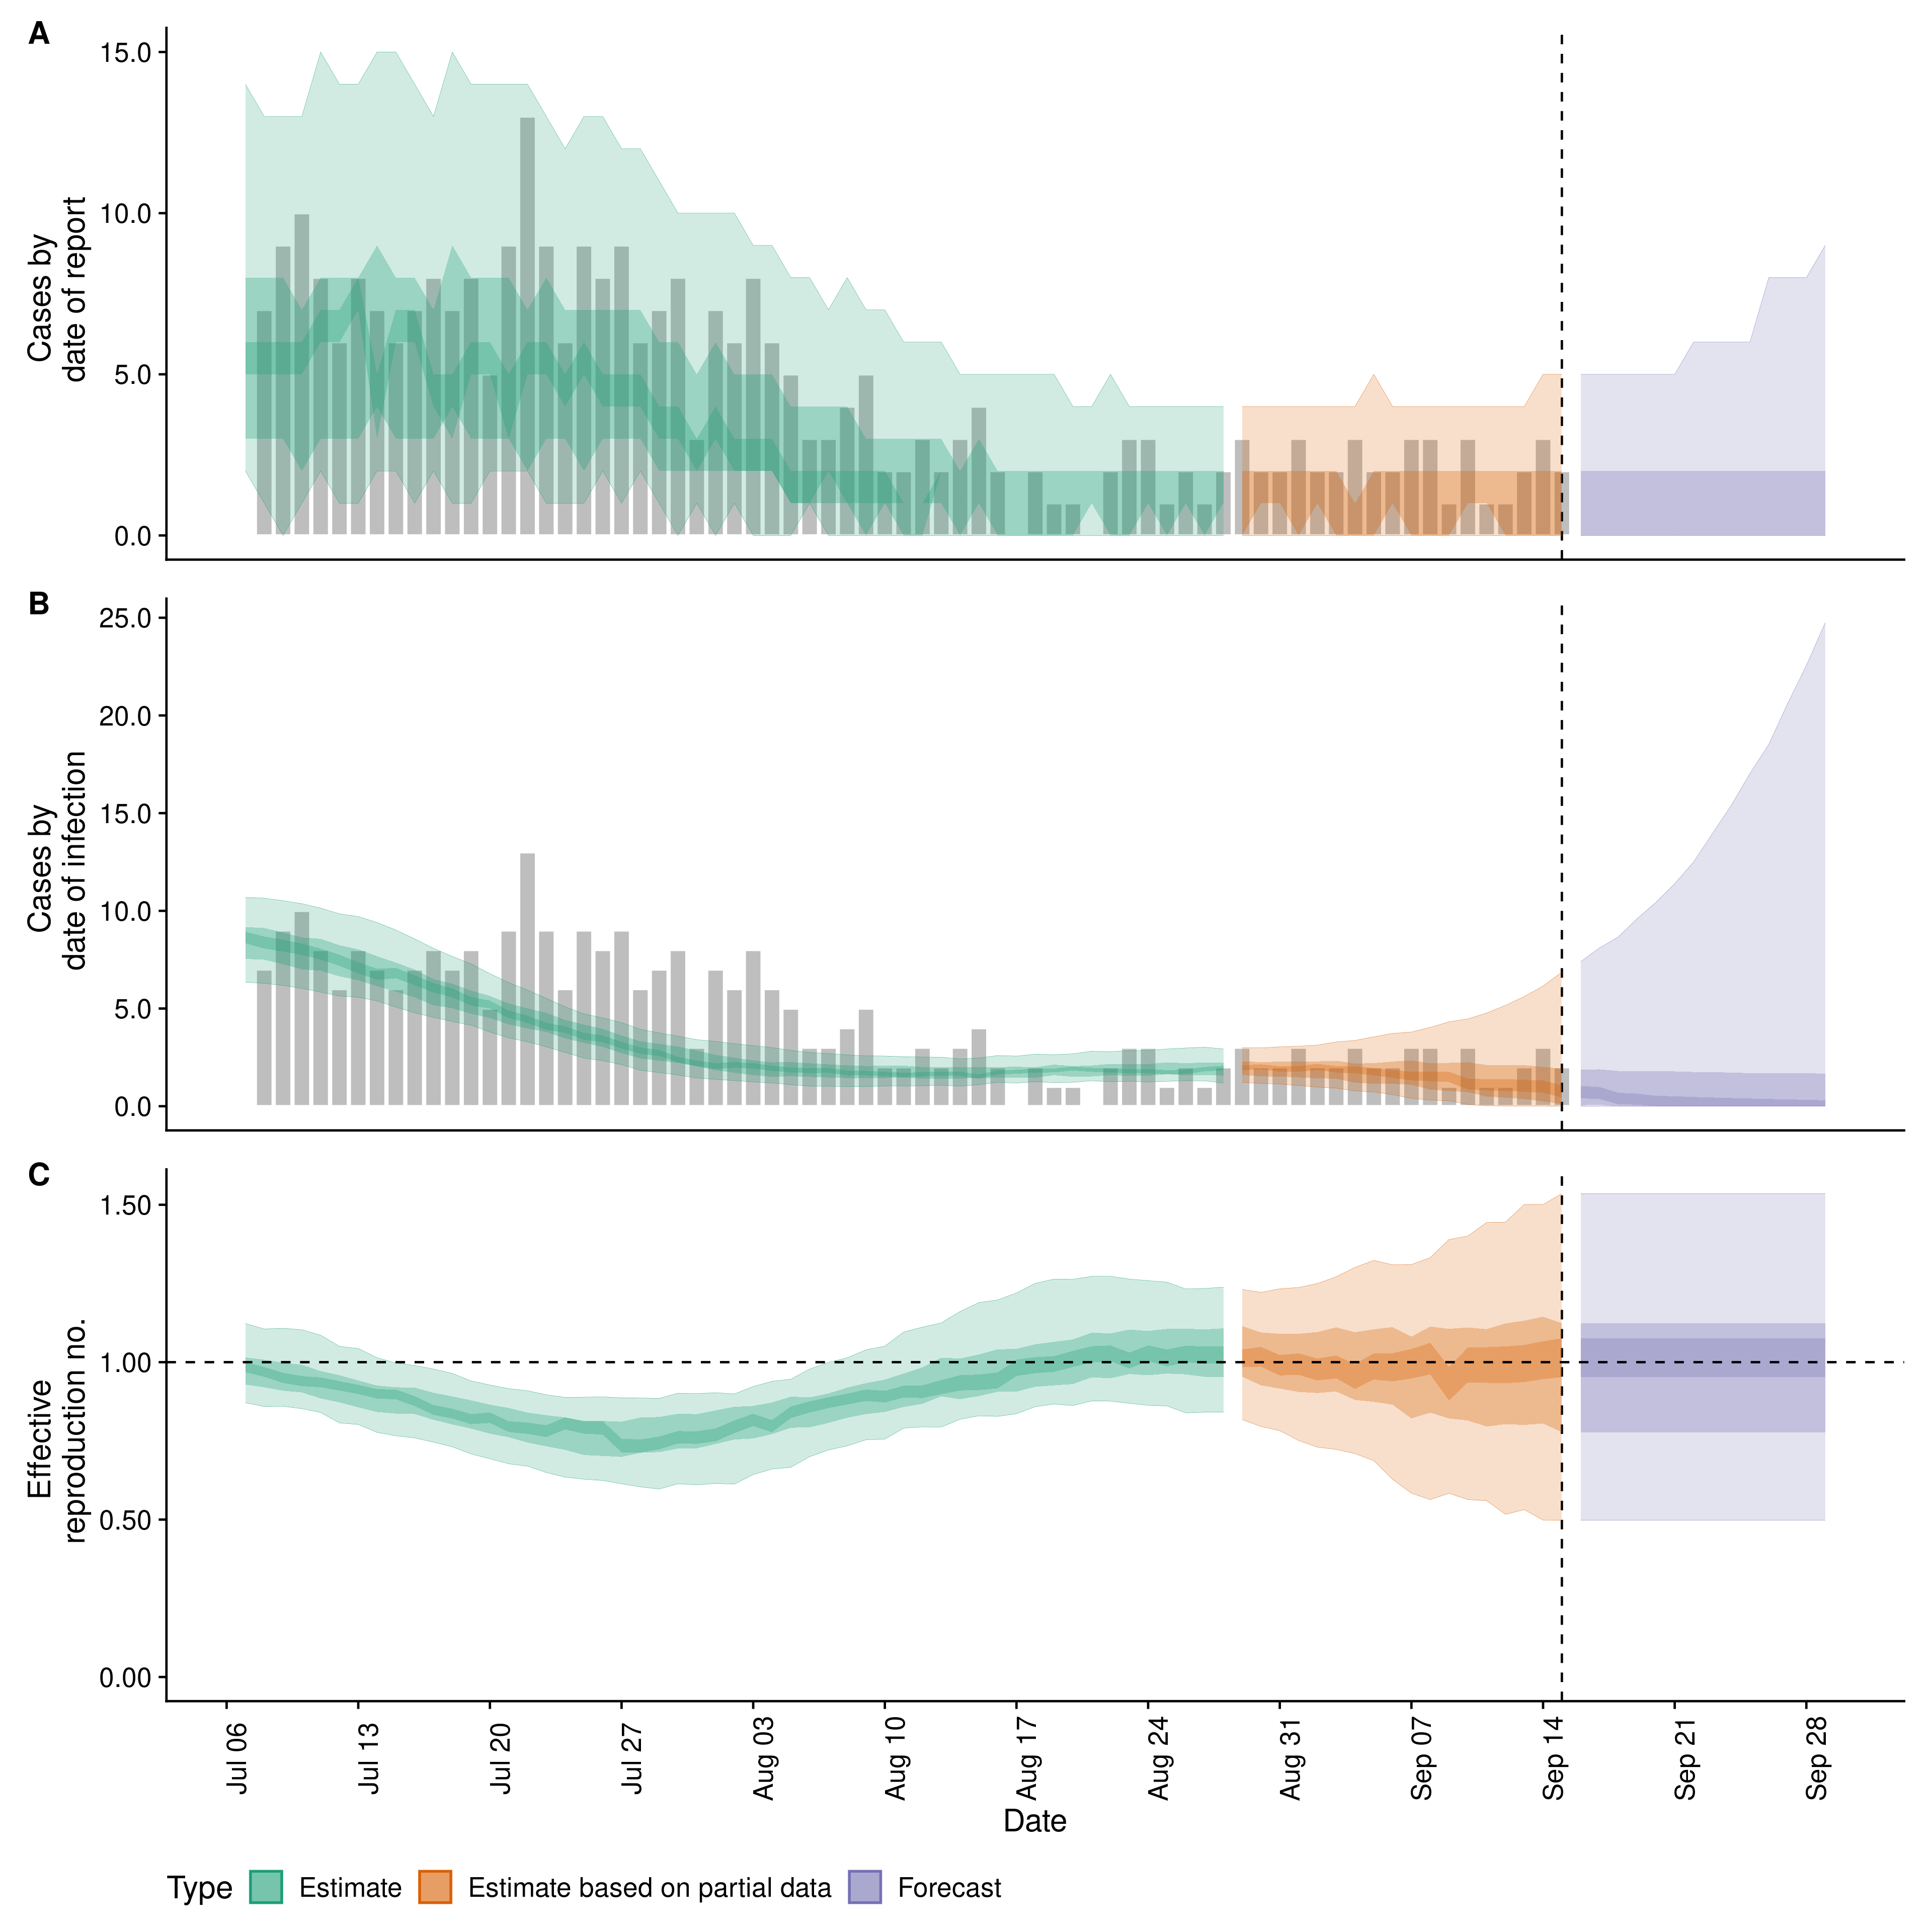 A
15.0
10.0
5.0
0.0
Cases by
date of report
B
25.0
20.0
15.0
10.0
5.0
0.0
Cases by
date of infection
C
1.50
1.00
0.50
0.00
Effective
reproduction no.
Jul 06
Jul 13
Jul 20
Jul 27
Aug 03
Aug 10
Aug 17
Aug 24
Aug 31
Sep 07
Sep 14
Sep 21
Sep 28
Date
Type Estimate Estimate based on partial data Forecast